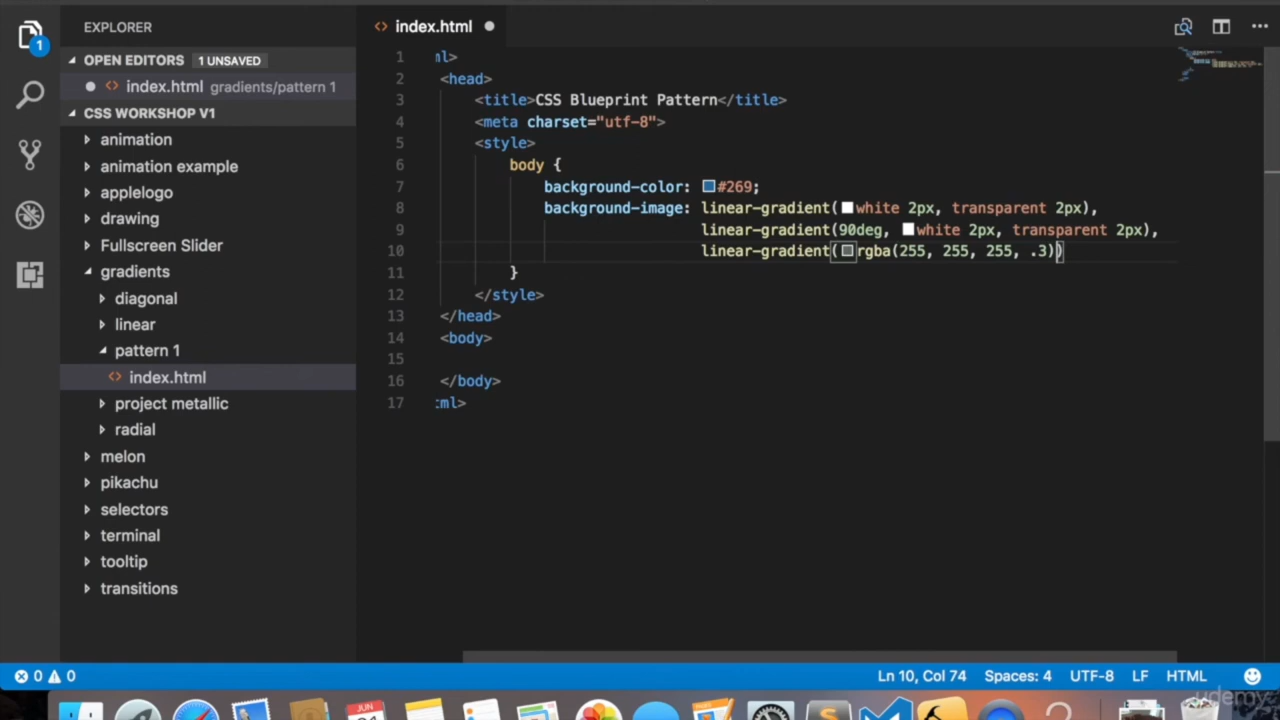 EXPLORER
OPEN EDITORS 1 UNSAVED
index.html gradients/pattern 1
CSS WORKSHOP V1
animation
animation example
applelogo
drawing
Fullscreen Slider
gradients
diagonal
linear
pattern 1
index.html
project metallic
radial
melon
pikachu
selectors
terminal
tooltip
transitions
1
index.html
1 ml>
2 <head>
3 <title>CSS Blueprint Pattern</title>
4 <meta charset="utf-8">
5 <style>
6 body {
7 background-color: #269;
8 background-image: linear-gradient(white 2px, transparent 2px),
9 linear-gradient(90deg, white 2px, transparent 2px),
10 linear-gradient(rgba(255, 255, 255, .3))
11 }
12 </style>
13 </head>
14 <body>
15
16 </body>
17 tml>
0 0 Ln 10, Col 74 Spaces: 4 UTF-8 LF HTML
JUN
udemy